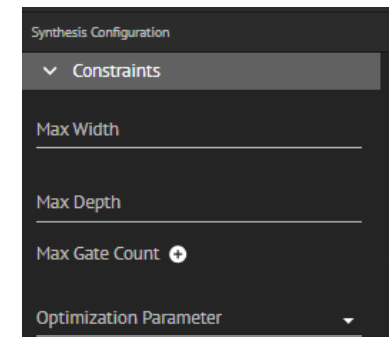 Synthesis Configuration
Constraints
Max Width
Max Depth
Max Gate Count
Optimization Parameter